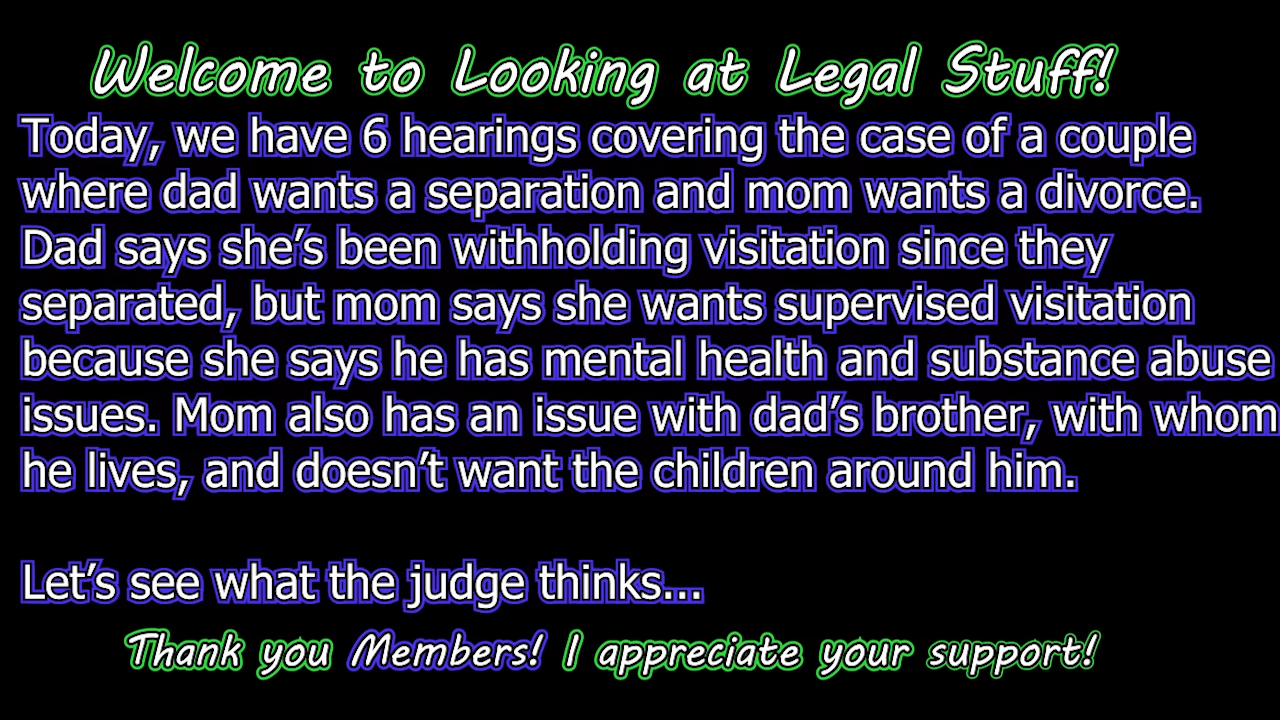 Welcome to Looking at Legal Stuff!
Today, we have 6 hearings covering the case of a couple
where dad wants a separation and mom wants a divorce.
Dad says she’s been withholding visitation since they
separated, but mom says she wants supervised visitation
because she says he has mental health and substance abuse
issues. Mom also has an issue with dad’s brother, with whom
he lives, and doesn’t want the children around him.
Let’s see what the judge thinks...
Thank you Members! I appreciate your support!